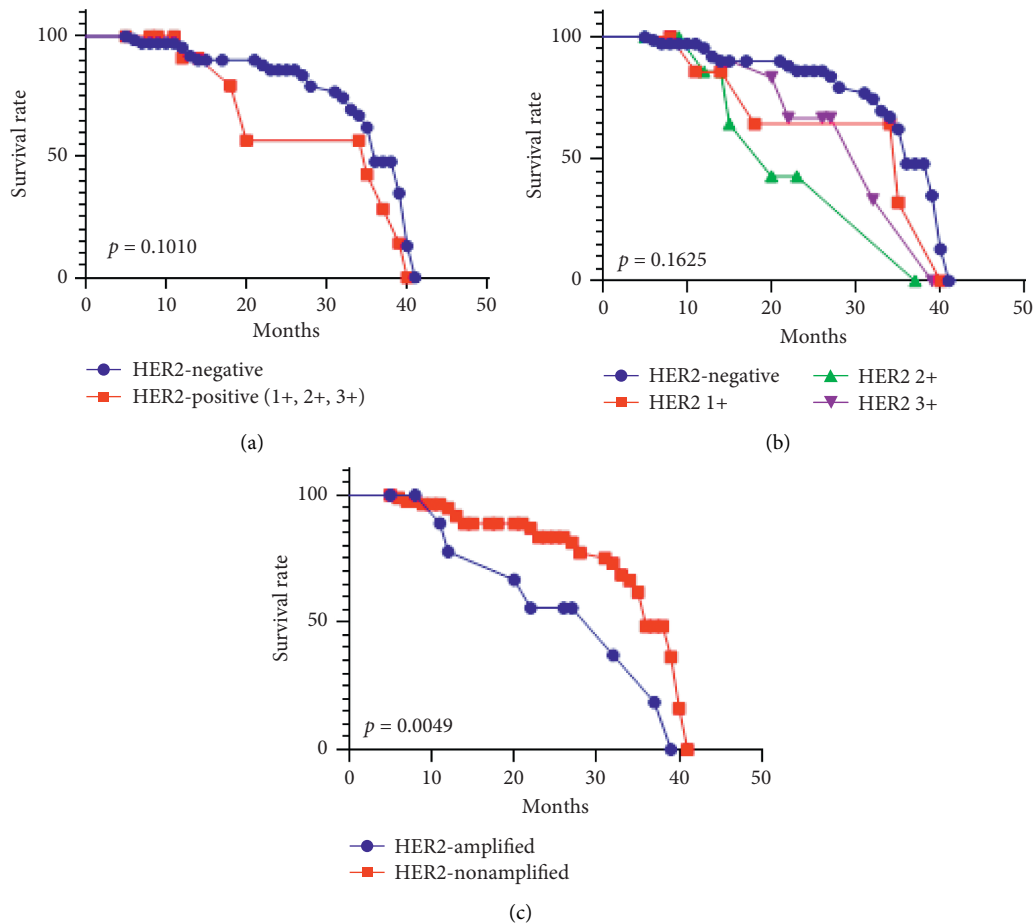 100
50
0
Survival rate
p = 0.1010
0 10 20 30 40 50
Months
HER2-negative
HER2-positive (1+, 2+, 3+)
(a)
100
50
0
Survival rate
p = 0.1625
0 10 20 30 40 50
Months
HER2-negative HER2 2+
HER2 1+ HER2 3+
(b)
100
50
0
Survival rate
p = 0.0049
0 10 20 30 40 50
Months
HER2-amplified
HER2-nonamplified
(c)